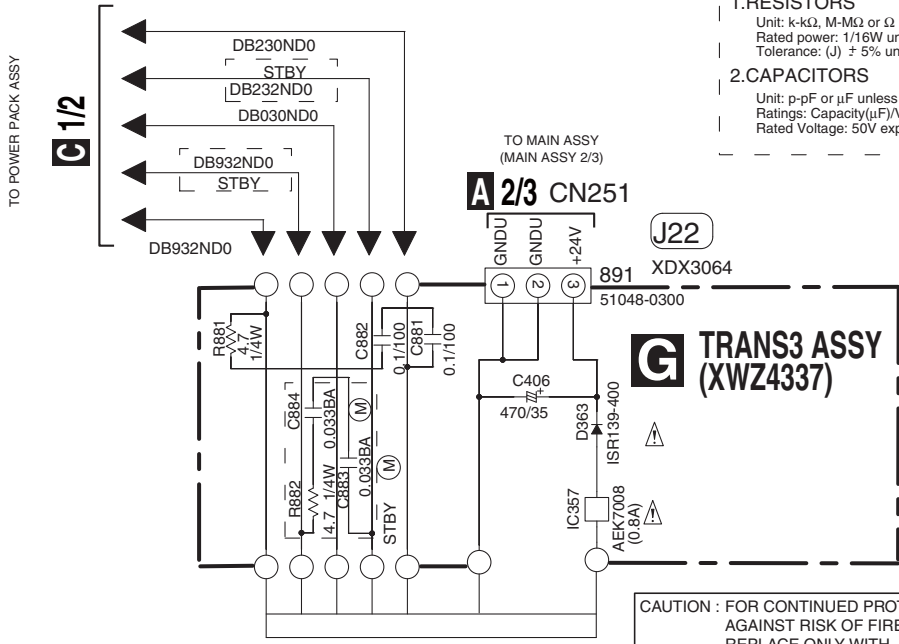 TO POWER PACK ASSY
C 1/2
DB230ND0
STBY
DB232ND0
DB030ND0
DB932ND0
STBY
DB932ND0
1.RESISTORS
Unit: k-kΩ, M-MΩ or Ω
Rated power: 1/16W
Tolerance: (J) ± 5%
2.CAPACITORS
Unit: p-pF or µF unless
Ratings: Capacity(µF)/
Rated Voltage: 50V
TO MAIN ASSY
(MAIN ASSY 2/3)
A 2/3 CN251
GNDU
GNDU
+24V
1
2
3
891
51048-0300
J22
XDX3064
G TRANS3 ASSY
(XWZ4337)
R881
4.7
1/4W
C882
0.1/100
C881
0.1/100
C884
0.033BA
M
R882
4.7 1/4W
C883
0.033BA
M
STBY
C406
+
470/35
D363
ISR139-400
!
IC357
AEK7008
(0.8A)
!
CAUTION : FOR CONTINUED
AGAINST RISK OF